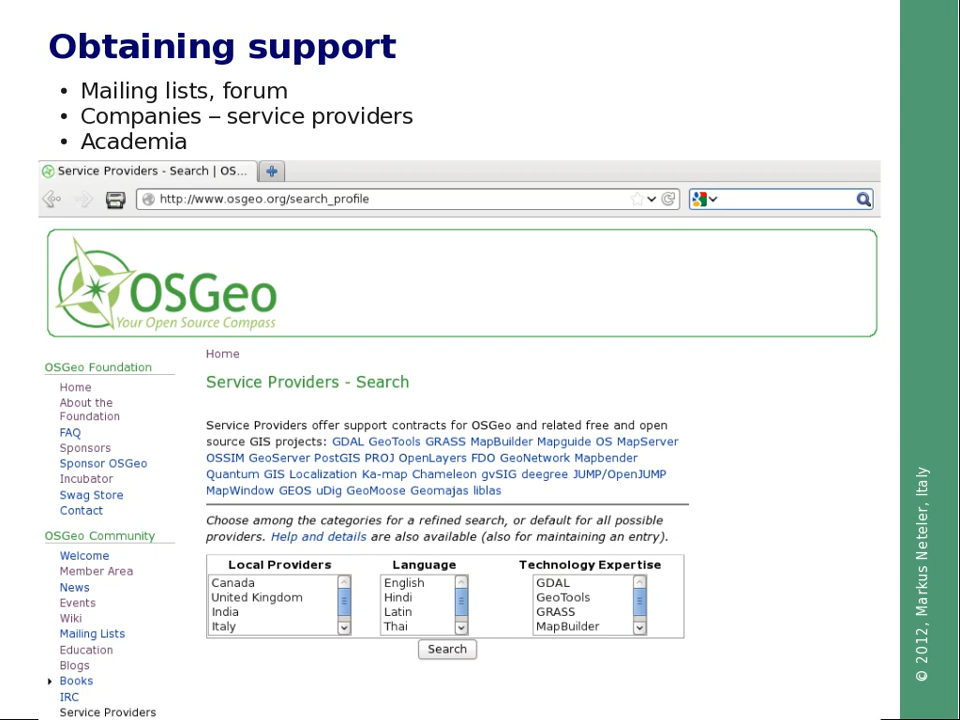 Obtaining support
• Mailing lists, forum
• Companies – service providers
• Academia
Service Providers - Search | OS...
http://www.osgeo.org/search_profile
OSGeo
Your Open Source Compass
OSGeo Foundation
Home
About the
Foundation
FAQ
Sponsors
Sponsor OSGeo
Incubator
Swag Store
Contact
OSGeo Community
Welcome
Member Area
News
Events
Wiki
Mailing Lists
Education
Blogs
Books
IRC
Service Providers
Home
Service Providers - Search
Service Providers offer support contracts for OSGeo and related free and open
source GIS projects: GDAL GeoTools GRASS MapBuilder Mapguide OS MapServer
OSSIM GeoServer PostGIS PROJ OpenLayers FDO GeoNetwork Mapbender
Quantum GIS Localization Ka-map Chameleon gvSIG deegree JUMP/OpenJUMP
MapWindow GEOS uDig GeoMoose Geomajas liblas
Choose among the categories for a refined search, or default for all possible
providers. Help and details are also available (also for maintaining an entry).
Local Providers Language Technology Expertise
Canada English GDAL
United Kingdom Hindi GeoTools
India Latin GRASS
Italy Thai MapBuilder
Search
© 2012, Markus Neteler, Italy